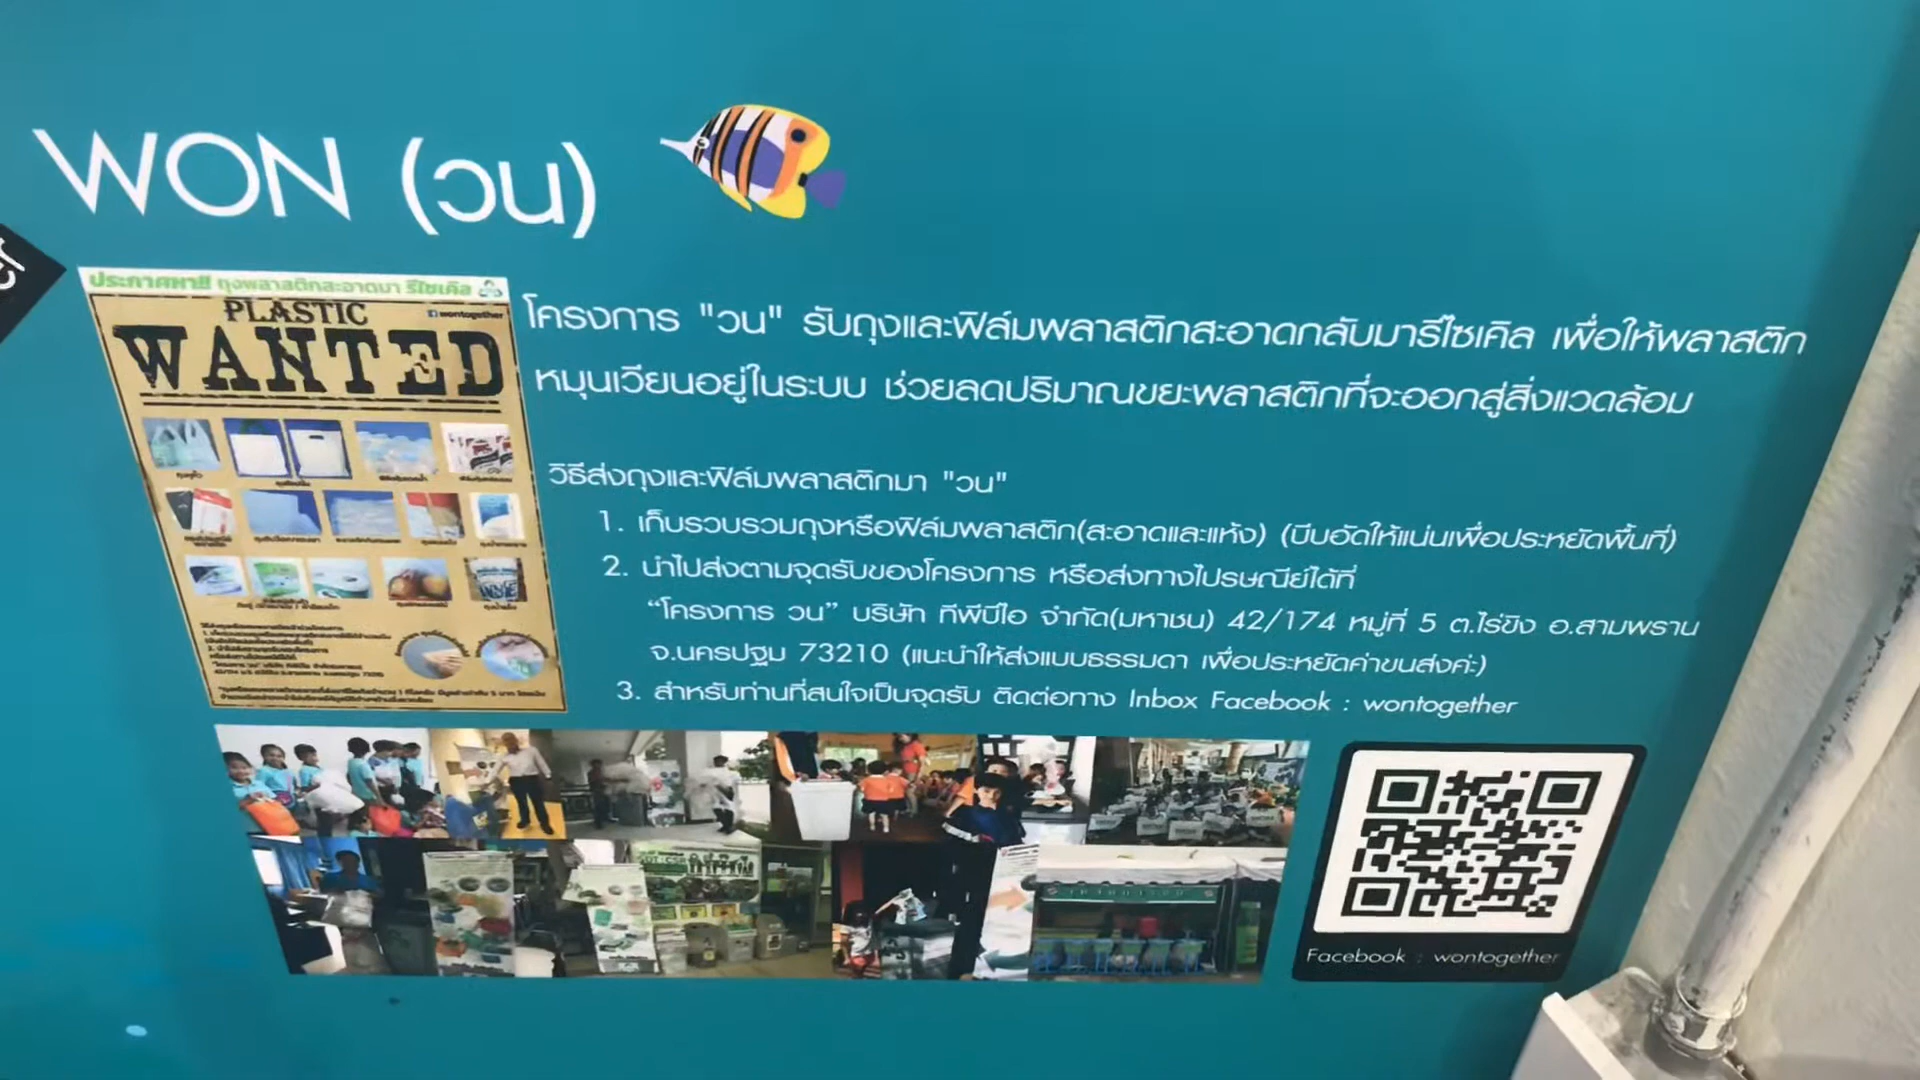 WON (วน)
ประกาศหา!! ถุงพลาสติกสะอาดมา รีไซเคิล
PLASTIC
wontogether
WANTED
โครงการ "วน" รับถุงและฟิล์มพลาสติกสะอาดกลับมารีไซเคิล เพื่อให้พลาสติก
หมุนเวียนอยู่ในระบบ ช่วยลดปริมาณขยะพลาสติกที่จะออกสู่สิ่งแวดล้อม
วิธีส่งถุงและฟิล์มพลาสติกมา "วน"
1. เก็บรวบรวมถุงหรือฟิล์มพลาสติก(สะอาดและแห้ง) (บีบอัดให้แน่นเพื่อประหยัดพื้นที่)
2. นำไปส่งตามจุดรับของโครงการ หรือส่งทางไปรษณีย์ได้ที่
“โครงการ วน” บริษัท ทีพีบีไอ จำกัด(มหาชน) 42/174 หมู่ที่ 5 ต.ไร่ขิง อ.สามพราน
จ.นครปฐม 73210 (แนะนำให้ส่งแบบธรรมดา เพื่อประหยัดค่าขนส่งค่ะ)
3. สำหรับท่านที่สนใจเป็นจุดรับ ติดต่อทาง Inbox Facebook : wontogether
Facebook : wontogether